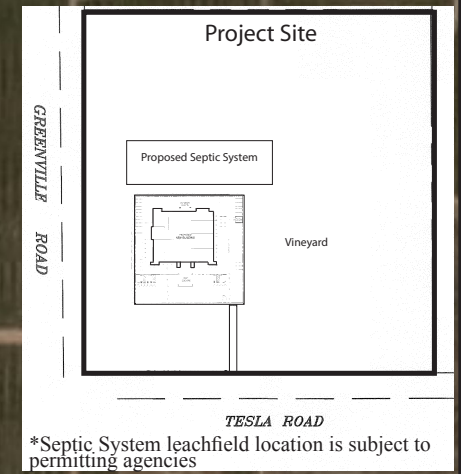 Project Site
GREENVILLE ROAD
Proposed Septic System
Vineyard
TESLA ROAD
*Septic System leachfield location is subject to
permitting agencies